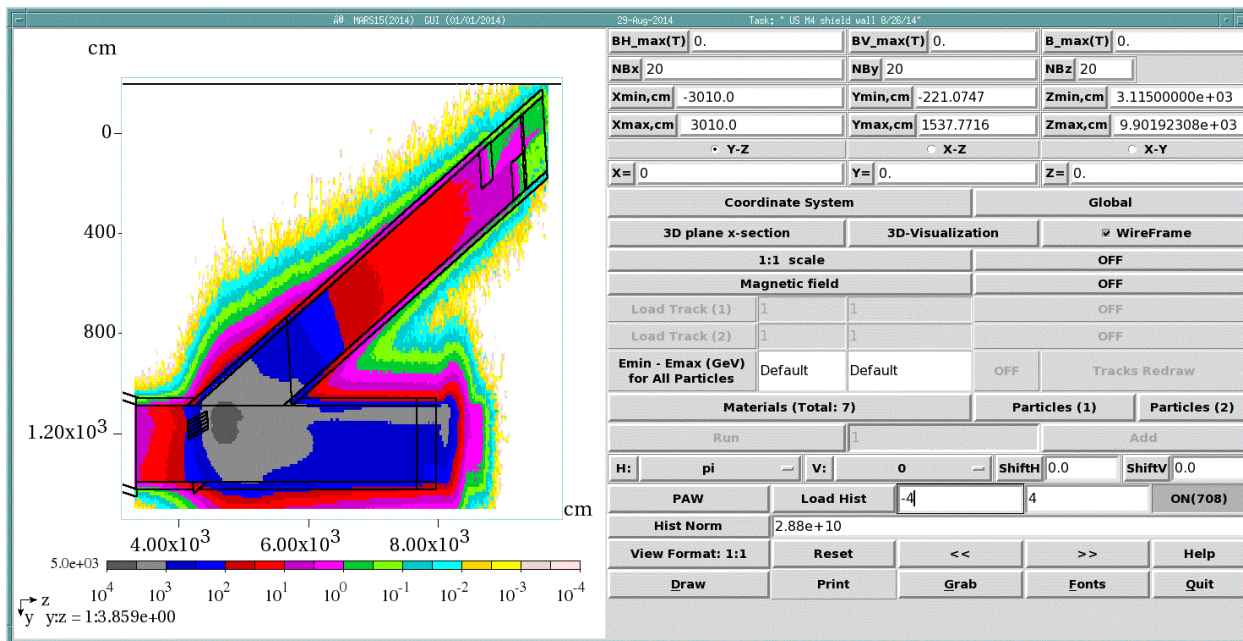 MARS15(2014) GUI (01/01/2014) 29-Aug-2014 Task: " US M4 shield wall 8/26/14"
cm
0
400
800
1.20x10³
cm
4.00x10³ 6.00x10³ 8.00x10³
5.0e+03
10⁴ 10³ 10² 10¹ 10⁰ 10⁻¹ 10⁻² 10⁻³ 10⁻⁴
z
y y:z = 1:3.859e+00
BH_max(T) 0. BV_max(T) 0. B_max(T) 0.
NBx 20 NBy 20 NBz 20
Xmin,cm -3010.0 Ymin,cm -221.0747 Zmin,cm 3.11500000e+03
Xmax,cm 3010.0 Ymax,cm 1537.7716 Zmax,cm 9.90192308e+03
Y-Z X-Z X-Y
X= 0 Y= 0. Z= 0.
Coordinate System Global
3D plane x-section 3D-Visualization WireFrame
1:1 scale OFF
Magnetic field OFF
Load Track (1) 1 1 OFF
Load Track (2) 1 1 OFF
Emin - Emax (GeV)
for All Particles Default Default OFF Tracks Redraw
Materials (Total: 7) Particles (1) Particles (2)
Run 1 Add
H: pi V: 0 ShiftH 0.0 ShiftV 0.0
PAW Load Hist -4 4 ON(708)
Hist Norm 2.88e+10
View Format: 1:1 Reset << >> Help
Draw Print Grab Fonts Quit